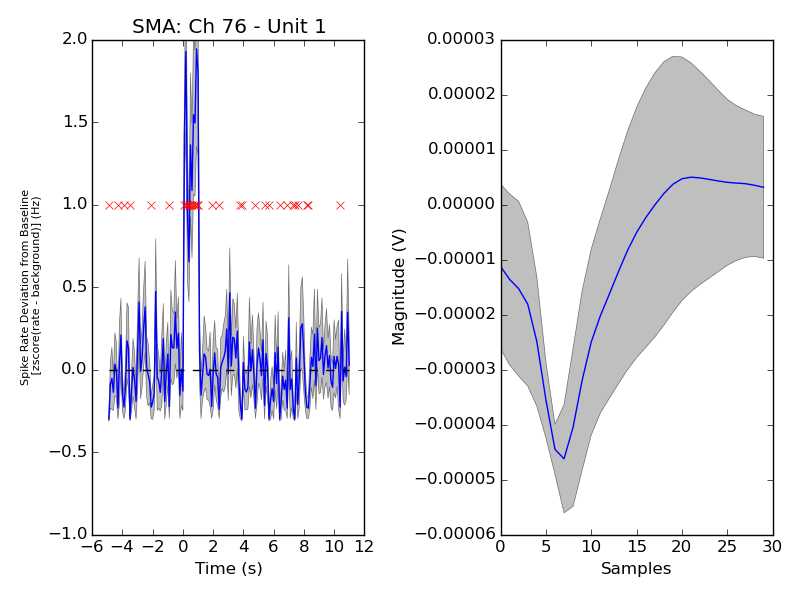 SMA: Ch 76 - Unit 1
2.0
1.5
1.0
0.5
0.0
−0.5
−1.0
−6 −4 −2 0 2 4 6 8 10 12
Time (s)
Spike Rate Deviation from Baseline
[zscore(rate - background)] (Hz)
0.00003
0.00002
0.00001
0.00000
−0.00001
−0.00002
−0.00003
−0.00004
−0.00005
−0.00006
0 5 10 15 20 25 30
Samples
Magnitude (V)